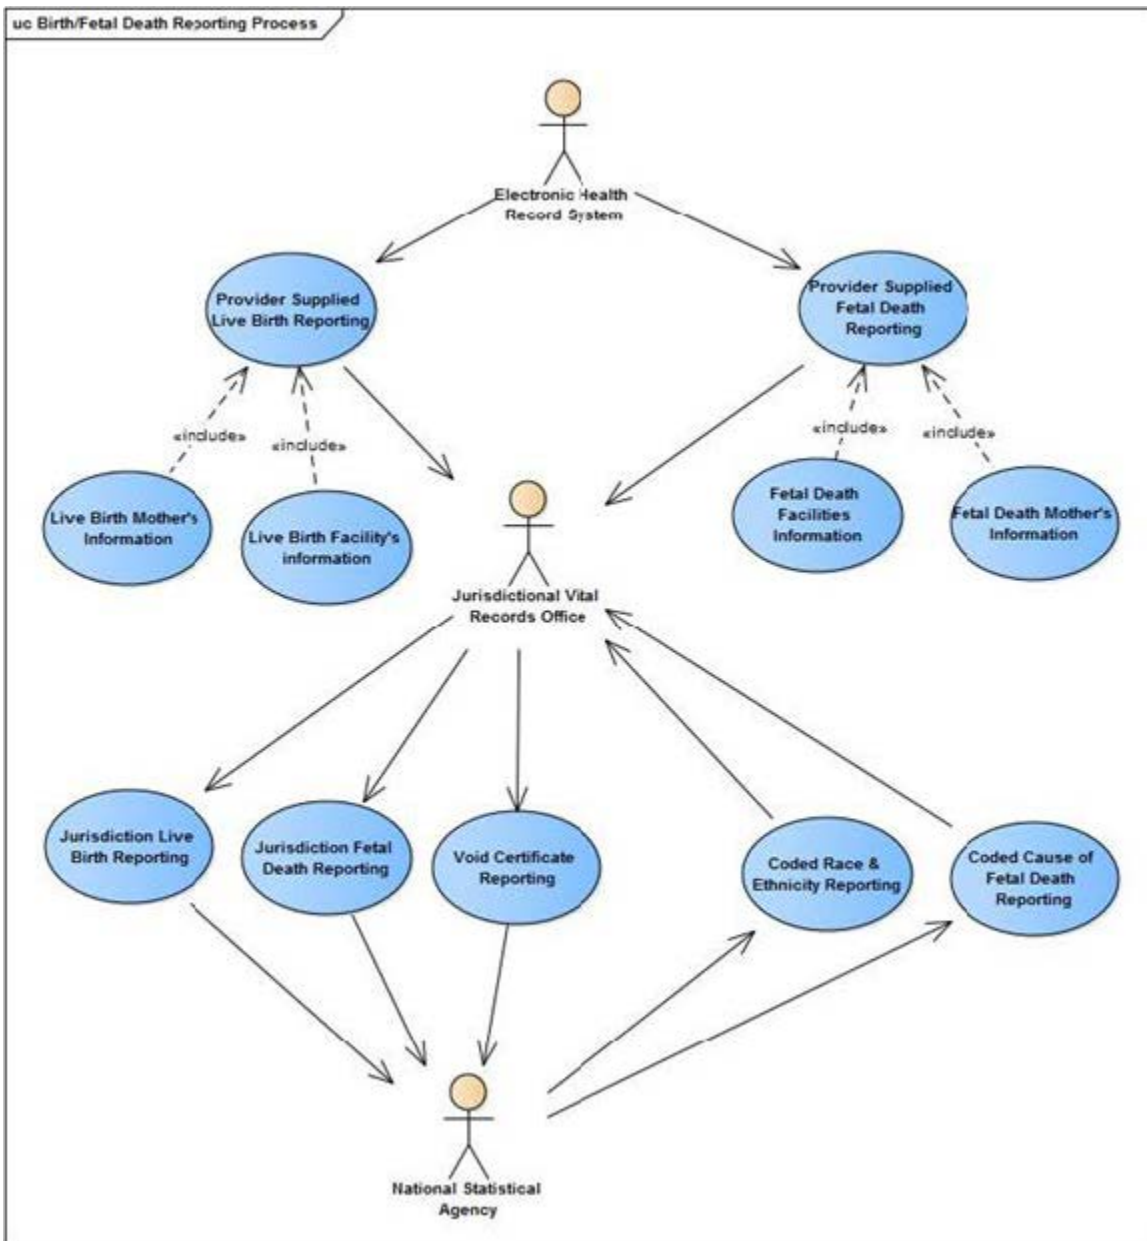 uc Birth/Fetal Death Reporting Process
Electronic Health
Record System
Provider Supplied
Live Birth Reporting
Provider Supplied
Fetal Death
Reporting
«include»
«include»
«include»
«include»
Live Birth Mother's
Information
Live Birth Facility's
information
Fetal Death
Facilities
Information
Fetal Death Mother's
Information
Jurisdictional Vital
Records Office
Jurisdiction Live
Birth Reporting
Jurisdiction Fetal
Death Reporting
Void Certificate
Reporting
Coded Race &
Ethnicity Reporting
Coded Cause of
Fetal Death
Reporting
National Statistical
Agency